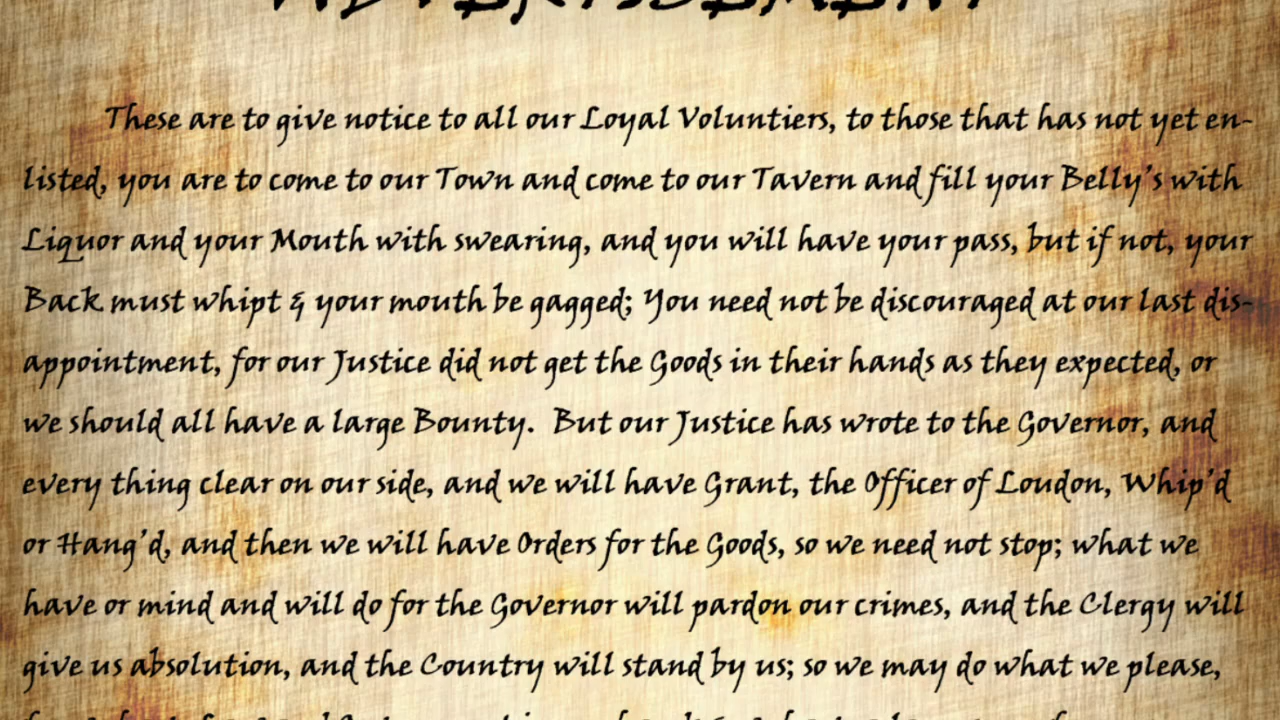 ADVERTISEMENT
These are to give notice to all our Loyal Voluntiers, to those that has not yet en-
listed, you are to come to our Town and come to our Tavern and fill your Belly's with
Liquor and your Mouth with swearing, and you will have your pass, but if not, your
Back must whipt & your mouth be gagged; You need not be discouraged at our last dis-
appointment, for our Justice did not get the Goods in their hands as they expected, or
we should all have a large Bounty. But our Justice has wrote to the Governor, and
every thing clear on our side, and we will have Grant, the Officer of Loudon, Whip'd
or Hang'd, and then we will have Orders for the Goods, so we need not stop; what we
have or mind and will do for the Governor will pardon our crimes, and the Clergy will
give us absolution, and the Country will stand by us; so we may do what we please,